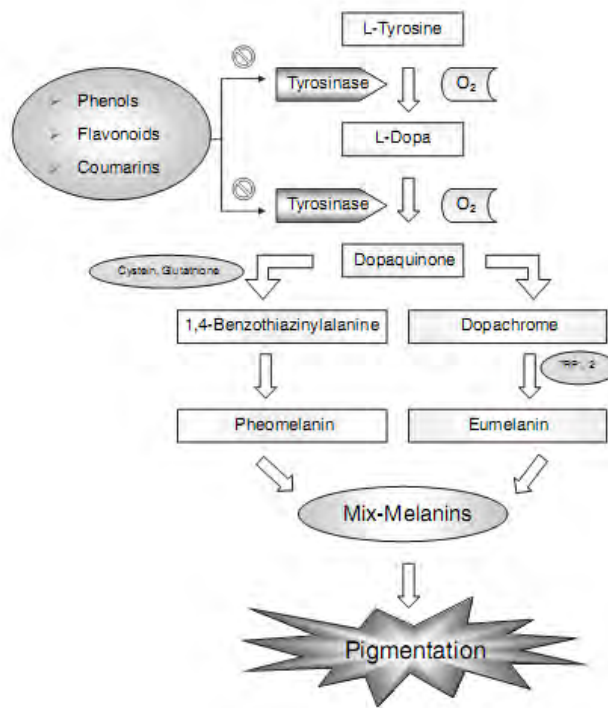 L-Tyrosine
Tyrosinase
O2
Phenols
Flavonoids
Coumarins
L-Dopa
Tyrosinase
O2
Cystein, Glutathione
Dopaquinone
1,4-Benzothiazinylalanine
Dopachrome
Pheomelanin
Eumelanin
Mix-Melanins
Pigmentation